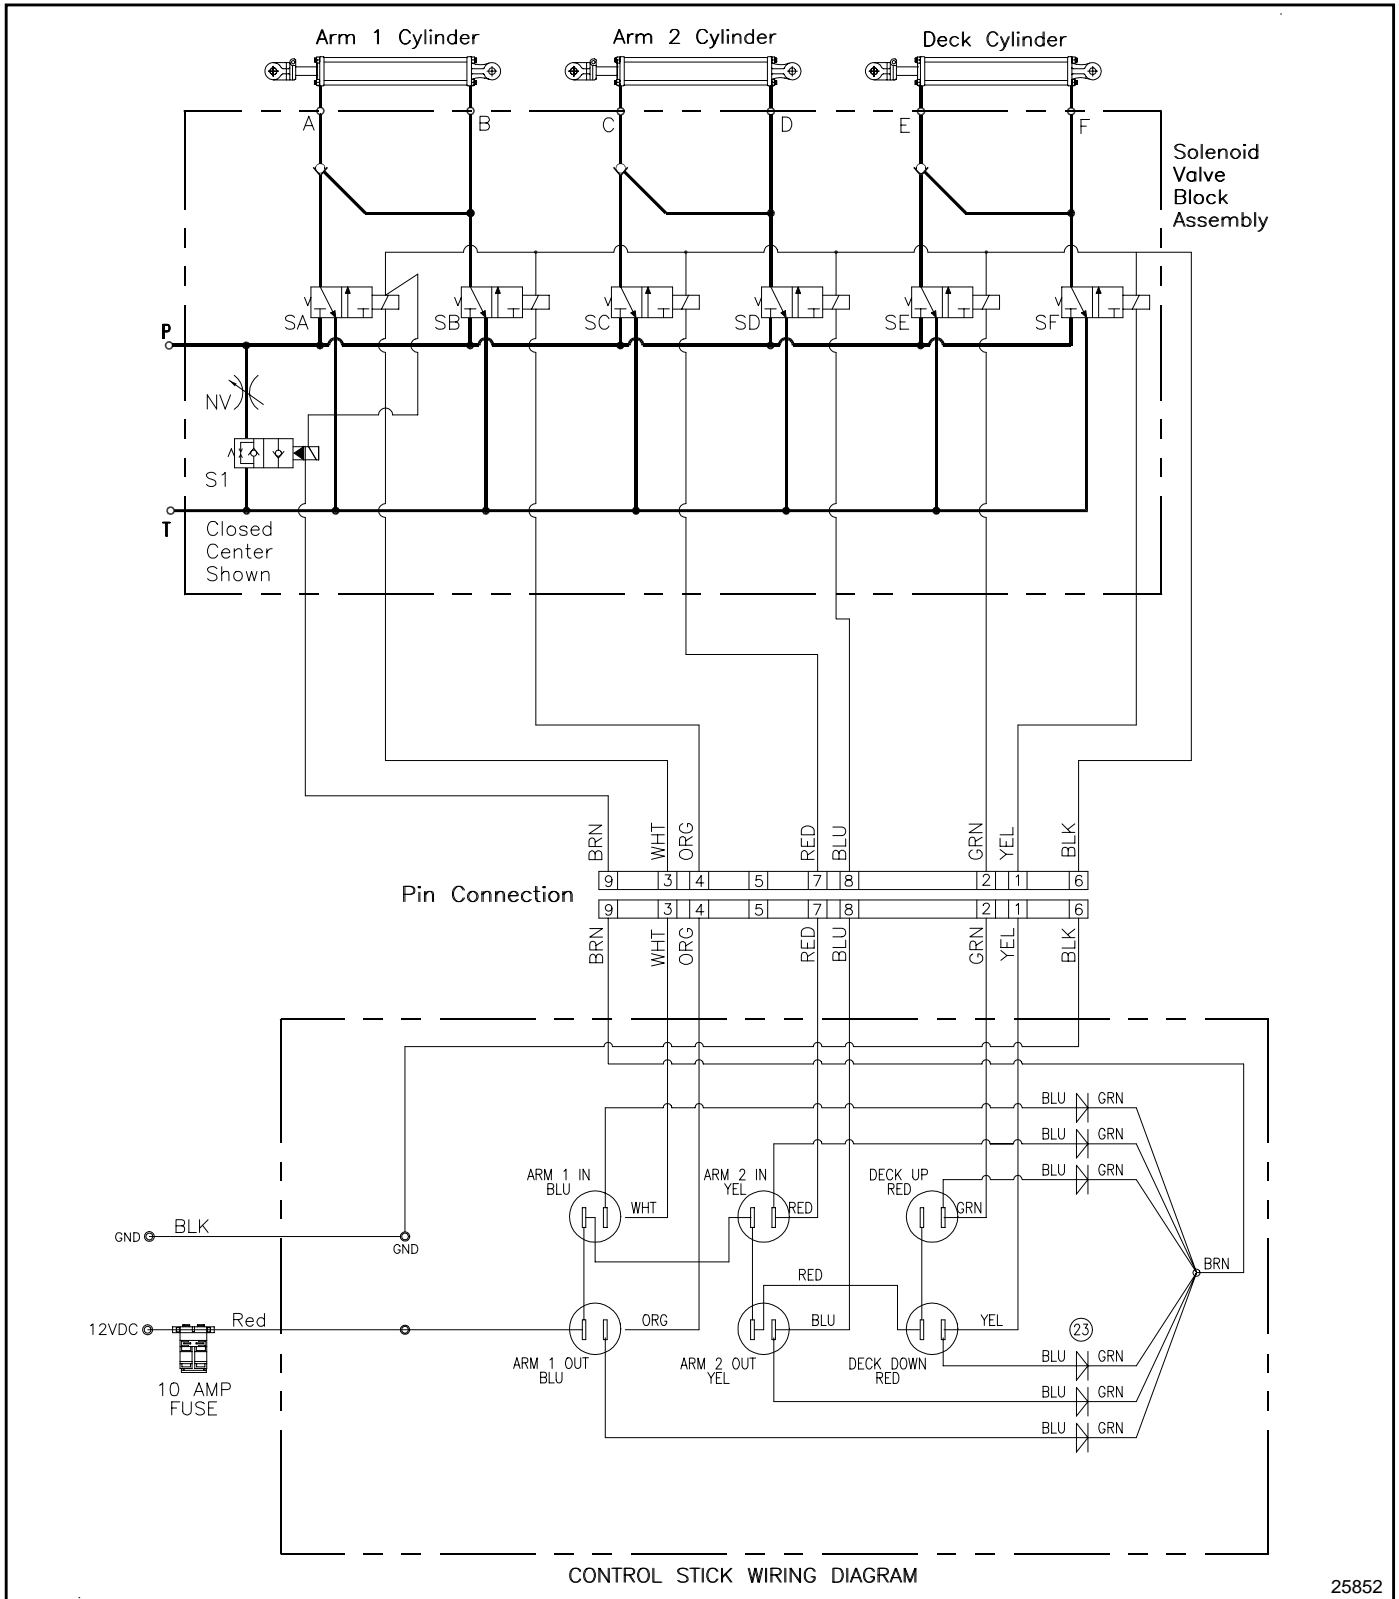 Arm 1 Cylinder
Arm 2 Cylinder
Deck Cylinder
A
B
C
D
E
F
Solenoid
Valve
Block
Assembly
SA
SB
SC
SD
SE
SF
P
NV
S1
T
Closed
Center
Shown
BRN
WHT
ORG
RED
BLU
GRN
YEL
BLK
9 3 4 5 7 8 2 1 6
Pin Connection
9 3 4 5 7 8 2 1 6
BRN
WHT
ORG
RED
BLU
GRN
YEL
BLK
BLU GRN
BLU GRN
BLU GRN
ARM 1 IN
BLU
WHT
ARM 2 IN
YEL
RED
DECK UP
RED
GRN
GND
BLK
GND
BRN
RED
12VDC
Red
10 AMP
FUSE
ORG
ARM 1 OUT
BLU
BLU
ARM 2 OUT
YEL
YEL
DECK DOWN
RED
23
BLU GRN
BLU GRN
BLU GRN
CONTROL STICK WIRING DIAGRAM
25852